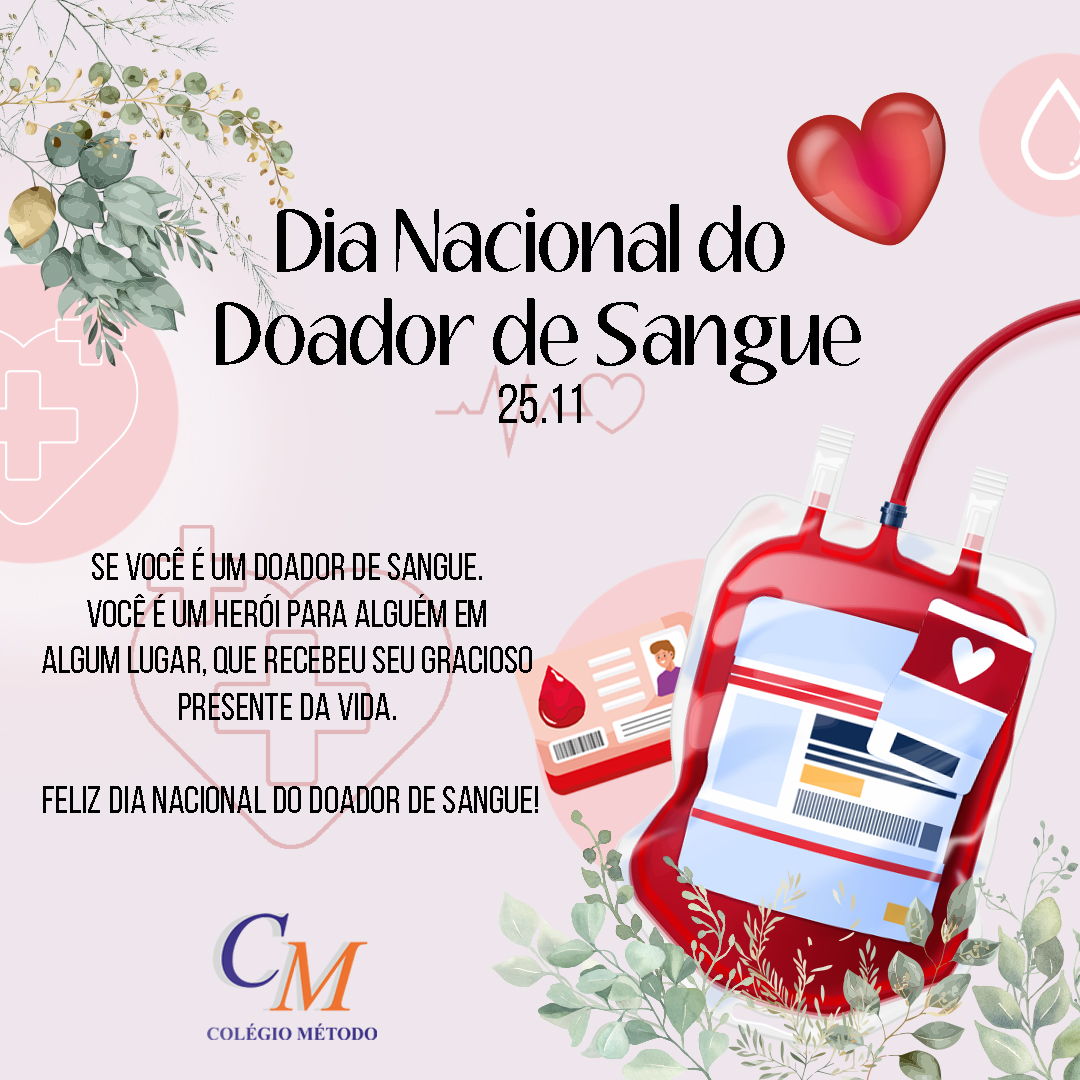 Dia Nacional do
Doador de Sangue
25.11
SE VOCÊ É UM DOADOR DE SANGUE.
VOCÊ É UM HERÓI PARA ALGUÉM EM
ALGUM LUGAR, QUE RECEBEU SEU GRACIOSO
PRESENTE DA VIDA.
FELIZ DIA NACIONAL DO DOADOR DE SANGUE!
CM
COLÉGIO MÉTODO